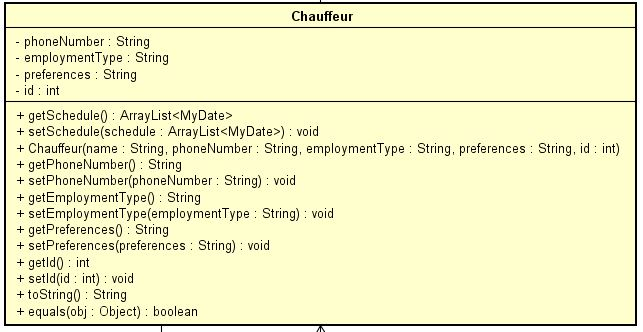 Chauffeur
- phoneNumber : String
- employmentType : String
- preferences : String
- id : int
+ getSchedule() : ArrayList<MyDate>
+ setSchedule(schedule : ArrayList<MyDate>) : void
+ Chauffeur(name : String, phoneNumber : String, employmentType : String, preferences : String, id : int)
+ getPhoneNumber() : String
+ setPhoneNumber(phoneNumber : String) : void
+ getEmploymentType() : String
+ setEmploymentType(employmentType : String) : void
+ getPreferences() : String
+ setPreferences(preferences : String) : void
+ getId() : int
+ setId(id : int) : void
+ toString() : String
+ equals(obj : Object) : boolean